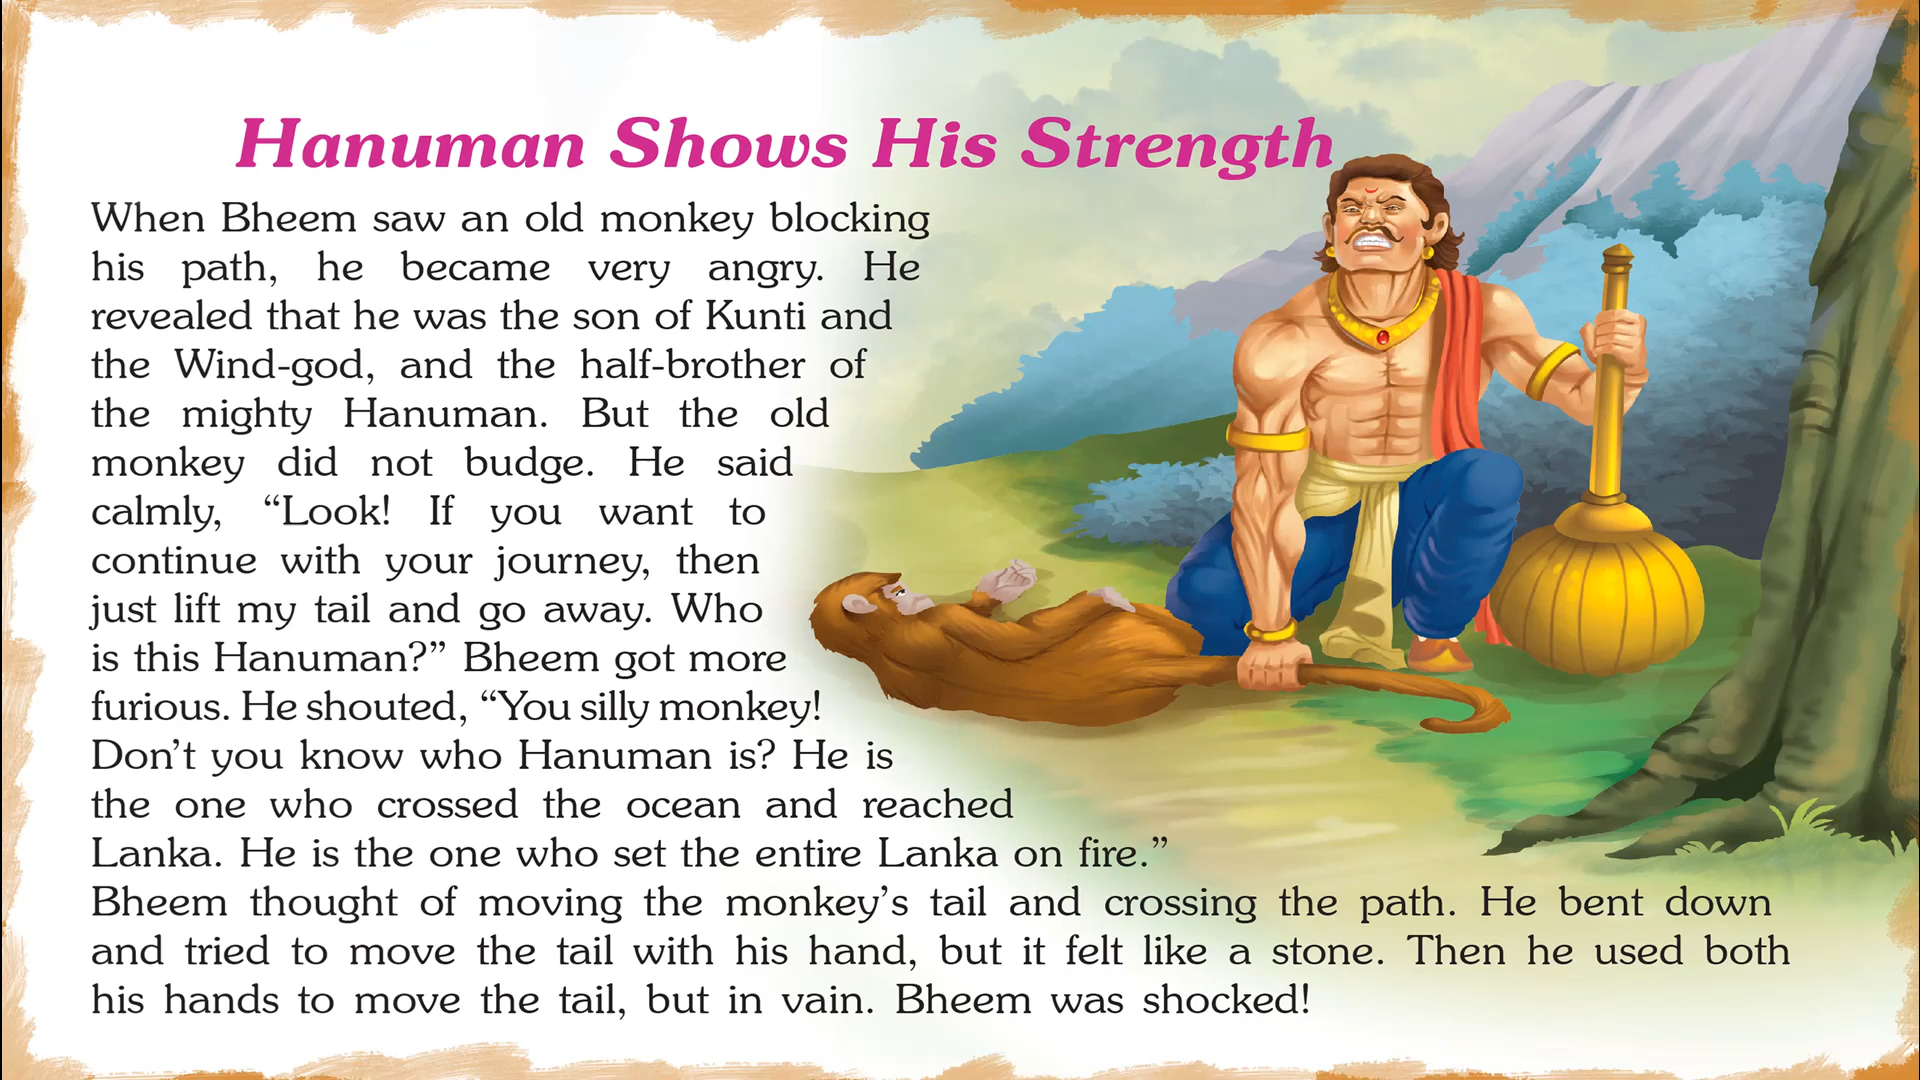 Hanuman Shows His Strength
When Bheem saw an old monkey blocking
his path, he became very angry. He
revealed that he was the son of Kunti and
the Wind-god, and the half-brother of
the mighty Hanuman. But the old
monkey did not budge. He said
calmly, “Look! If you want to
continue with your journey, then
just lift my tail and go away. Who
is this Hanuman?” Bheem got more
furious. He shouted, “You silly monkey!
Don’t you know who Hanuman is? He is
the one who crossed the ocean and reached
Lanka. He is the one who set the entire Lanka on fire.”
Bheem thought of moving the monkey’s tail and crossing the path. He bent down
and tried to move the tail with his hand, but it felt like a stone. Then he used both
his hands to move the tail, but in vain. Bheem was shocked!